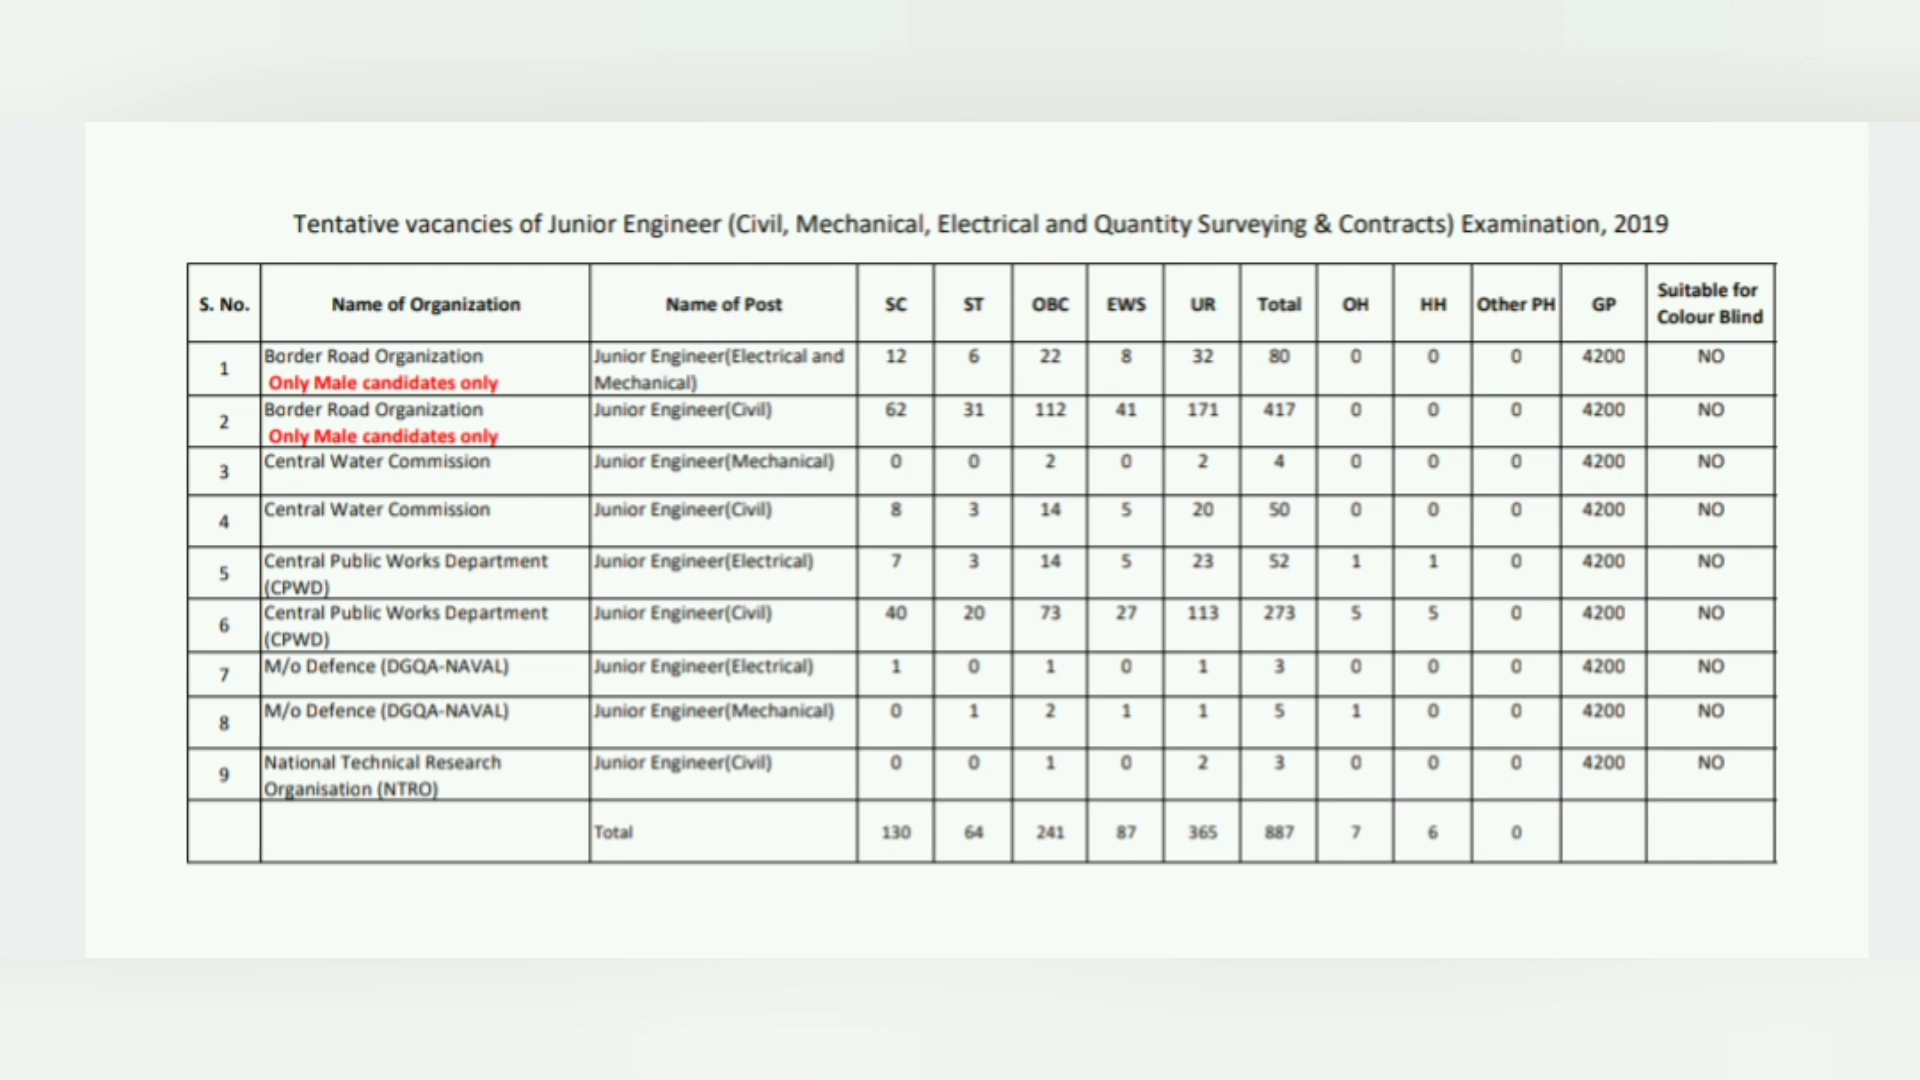 Tentative vacancies of Junior Engineer (Civil, Mechanical, Electrical and Quantity Surveying & Contracts) Examination, 2019
S. No. Name of Organization Name of Post SC ST OBC EWS UR Total OH HH Other PH GP Suitable for Colour Blind
1 Border Road Organization Junior Engineer(Electrical and 12 6 22 8 32 80 0 0 0 4200 NO
Only Male candidates only Mechanical)
2 Border Road Organization Junior Engineer(Civil) 62 31 112 41 171 417 0 0 0 4200 NO
Only Male candidates only
3 Central Water Commission Junior Engineer(Mechanical) 0 0 2 0 2 4 0 0 0 4200 NO
4 Central Water Commission Junior Engineer(Civil) 8 3 14 5 20 50 0 0 0 4200 NO
5 Central Public Works Department Junior Engineer(Electrical) 7 3 14 5 23 52 1 1 0 4200 NO
(CPWD)
6 Central Public Works Department Junior Engineer(Civil) 40 20 73 27 113 273 5 5 0 4200 NO
(CPWD)
7 M/o Defence (DGQA-NAVAL) Junior Engineer(Electrical) 1 0 1 0 1 3 0 0 0 4200 NO
8 M/o Defence (DGQA-NAVAL) Junior Engineer(Mechanical) 0 1 2 1 1 5 1 0 0 4200 NO
9 National Technical Research Junior Engineer(Civil) 0 0 1 0 2 3 0 0 0 4200 NO
Organisation (NTRO)
Total 130 64 241 87 365 887 7 6 0